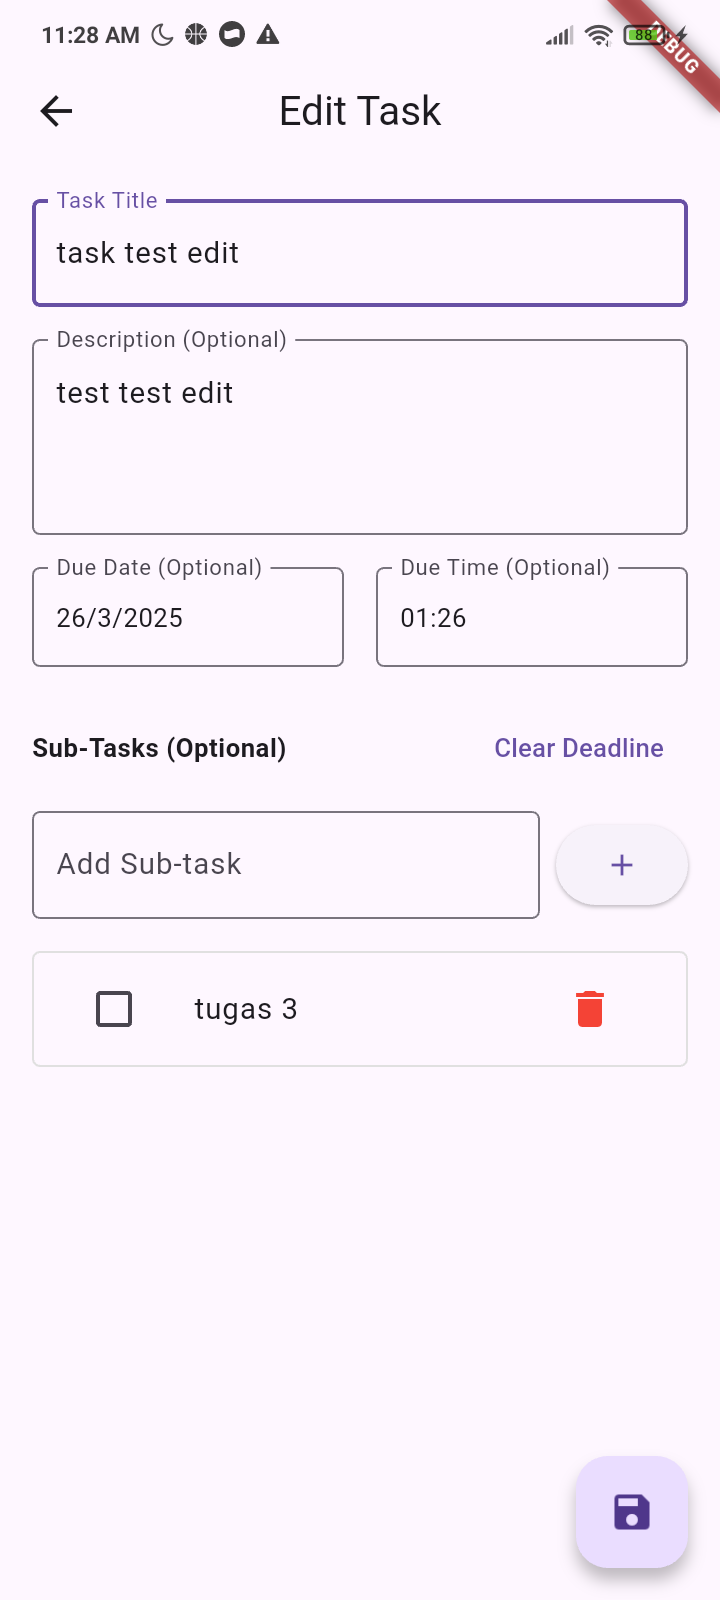 11:28 AM
88
DEBUG
Edit Task
Task Title
task test edit
Description (Optional)
test test edit
Due Date (Optional)
26/3/2025
Due Time (Optional)
01:26
Sub-Tasks (Optional)
Clear Deadline
Add Sub-task
tugas 3